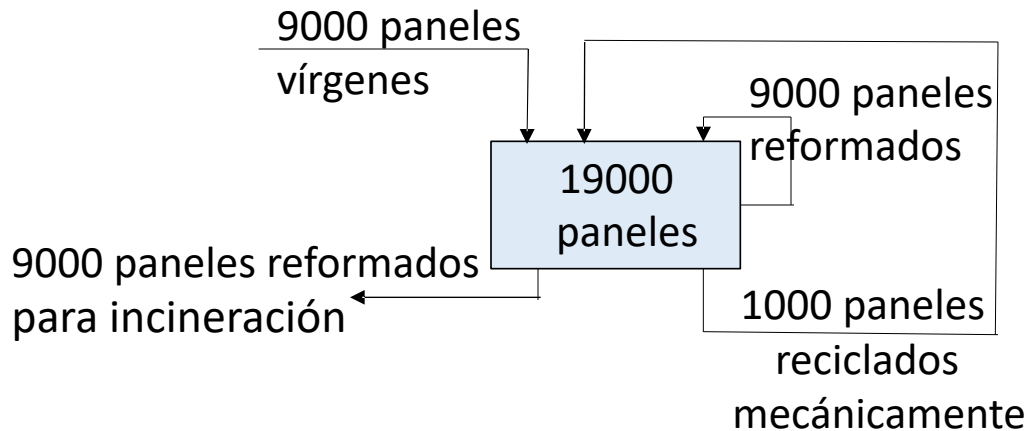 9000 paneles
vírgenes
9000 paneles
reformados
19000
paneles
9000 paneles reformados
para incineración
1000 paneles
reciclados
mecánicamente